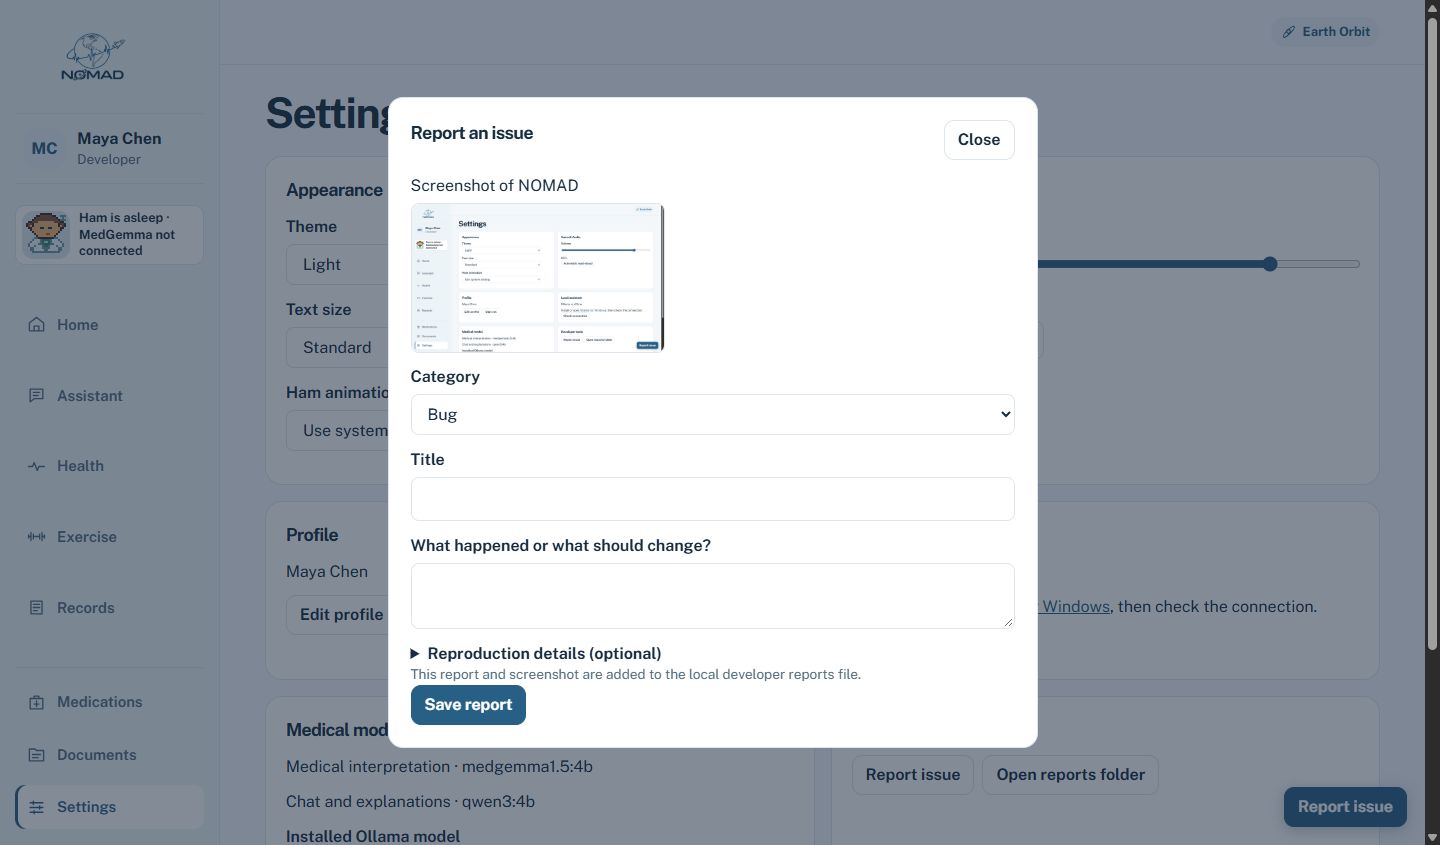 NOMAD
Maya Chen
MC
Developer
Ham is asleep ·
MedGemma not
connected
Home
Assistant
Health
Exercise
Records
Medications
Documents
Settings
Earth Orbit
Setting
Appearance
Theme
Light
Text size
Standard
Ham animatio
Use system
Profile
Maya Chen
Edit profile
Windows, then check the connection.
Medical mod
Medical interpretation · medgemma1.5:4b
Chat and explanations · qwen3:4b
Installed Ollama model
Report issue
Open reports folder
Report issue
Report an issue
Close
Screenshot of NOMAD
Settings
Category
Bug
Title
What happened or what should change?
Reproduction details (optional)
This report and screenshot are added to the local developer reports file.
Save report